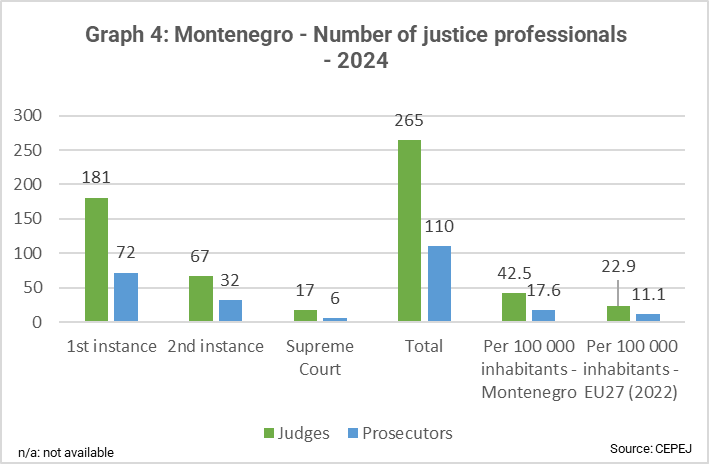 Graph 4: Montenegro - Number of justice professionals
- 2024
300
250
200
150
100
50
0
181
72
67
32
17
6
265
110
42.5
17.6
22.9
11.1
1st instance
2nd instance
Supreme
Court
Total
Per 100 000
inhabitants -
Montenegro
Per 100 000
inhabitants -
EU27 (2022)
Judges
Prosecutors
n/a: not available
Source: CEPEJ